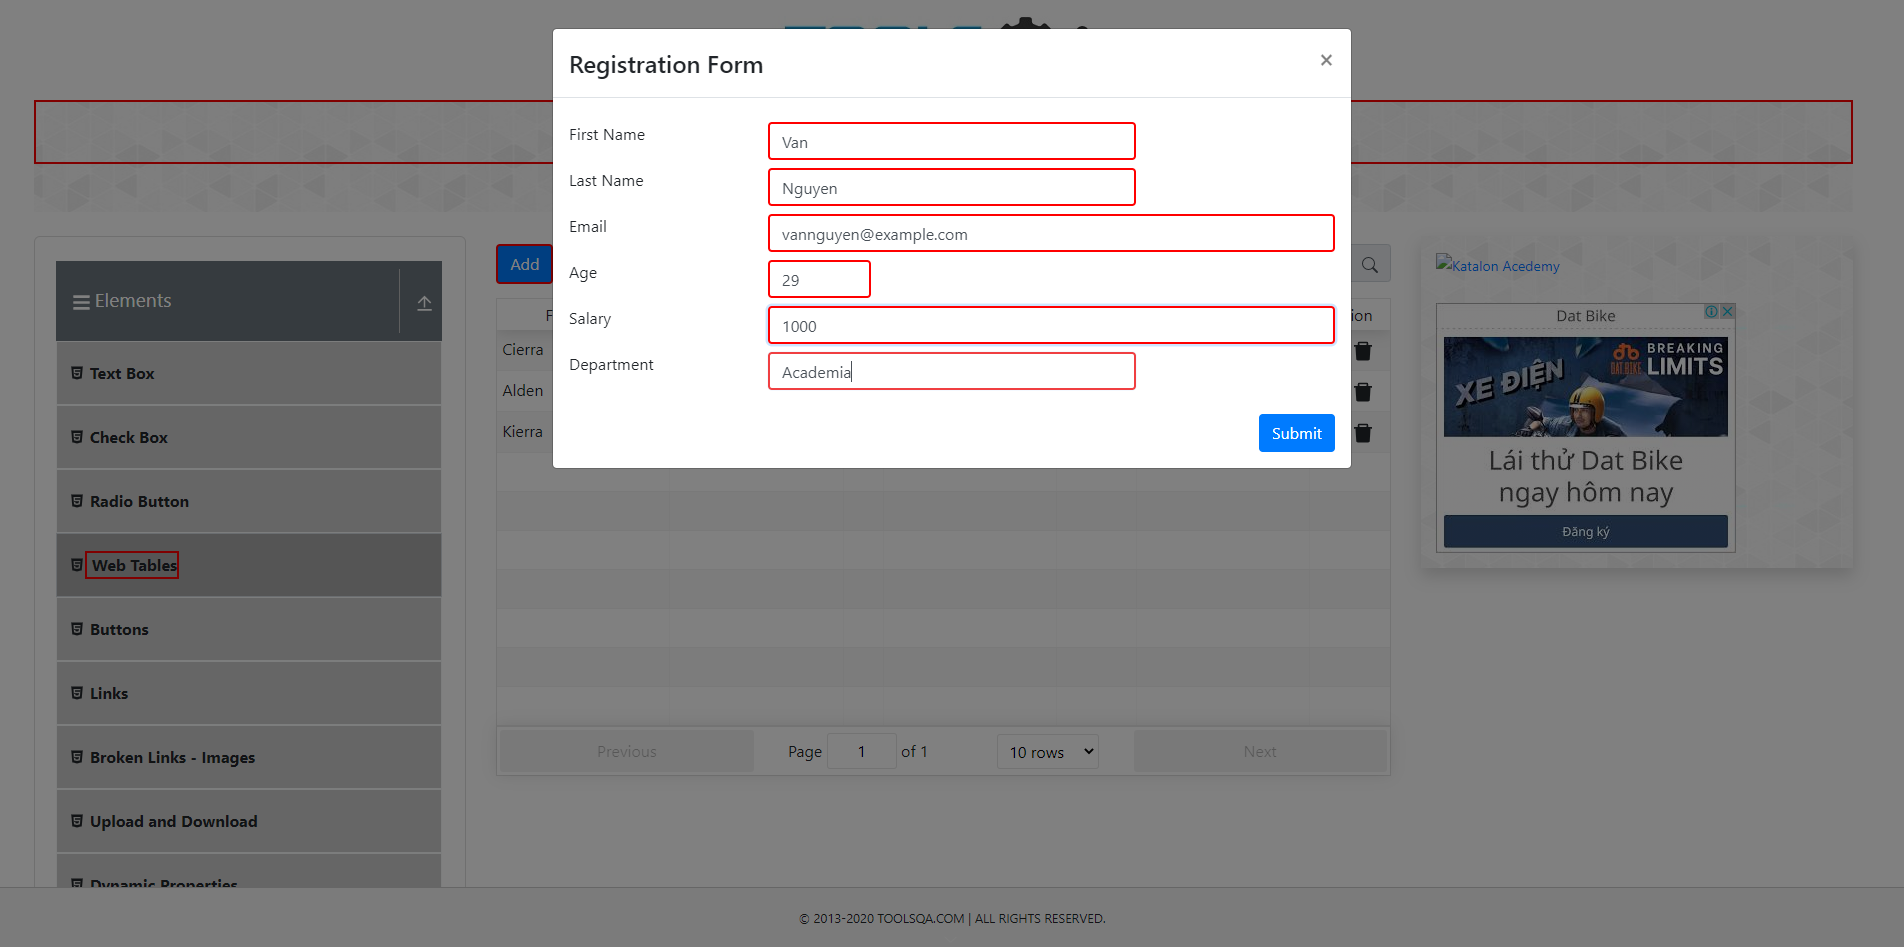 Registration Form
×
First Name
Van
Last Name
Nguyen
Email
vannguyen@example.com
Age
29
Salary
1000
Department
Academia
Submit
Elements
Text Box
Check Box
Radio Button
Web Tables
Buttons
Links
Broken Links - Images
Upload and Download
Dynamic Properties
Add
Cierra
Alden
Kierra
Previous
Page 1 of 1
10 rows
Next
Katalon Acedemy
Dat Bike
XE ĐIỆN
DAT BIKE
BREAKING
LIMITS
Lái thử Dat Bike
ngay hôm nay
Đăng ký
© 2013-2020 TOOLSQA.COM | ALL RIGHTS RESERVED.